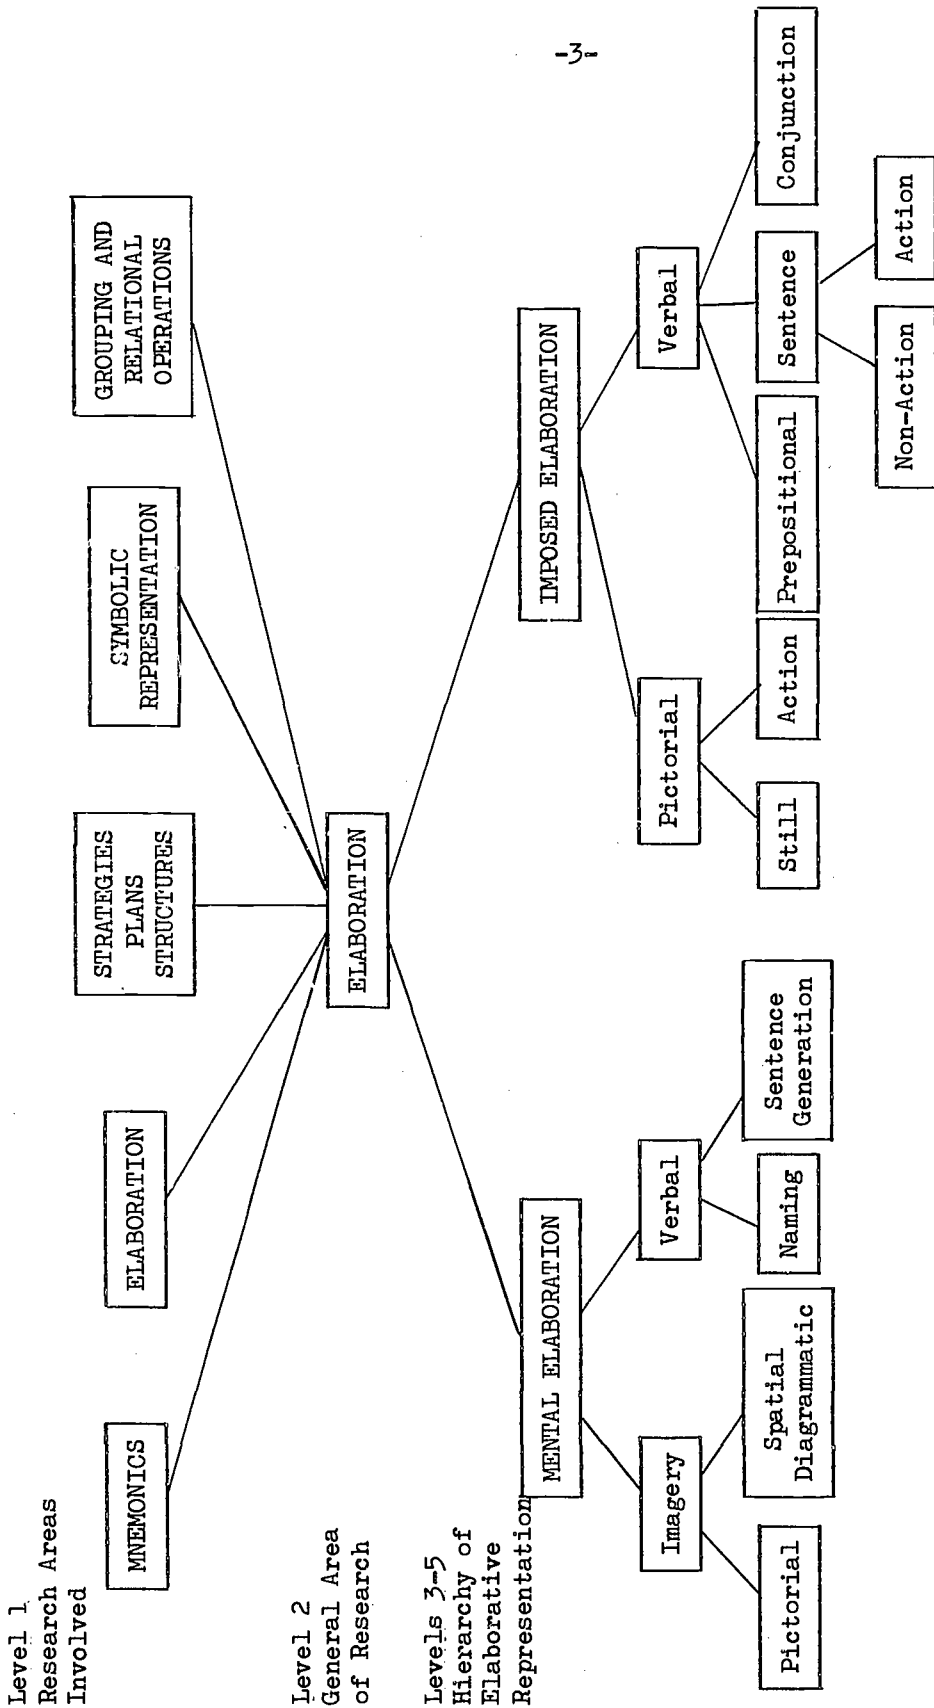 -3-
Level 1
Research Areas
Involved
MNEMONICS
ELABORATION
STRATEGIES
PLANS
STRUCTURES
SYMBOLIC
REPRESENTATION
GROUPING AND
RELATIONAL
OPERATIONS
Level 2
General Area
of Research
ELABORATION
Levels 3-5
Hierarchy of
Elaborative
Representation
MENTAL ELABORATION
IMPOSED ELABORATION
Imagery
Verbal
Pictorial
Verbal
Pictorial
Spatial
Diagrammatic
Naming
Sentence
Generation
Still
Action
Prepositional
Sentence
Conjunction
Non-Action
Action